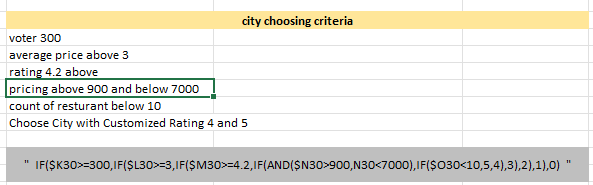 city choosing criteria
voter 300
average price above 3
rating 4.2 above
pricing above 900 and below 7000
count of resturant below 10
Choose City with Customized Rating 4 and 5
" IF($K30>=300,IF($L30>=3,IF($M30>=4.2,IF(AND($N30>900,N30<7000),IF($O30<10,5,4),3),2),1),0) "